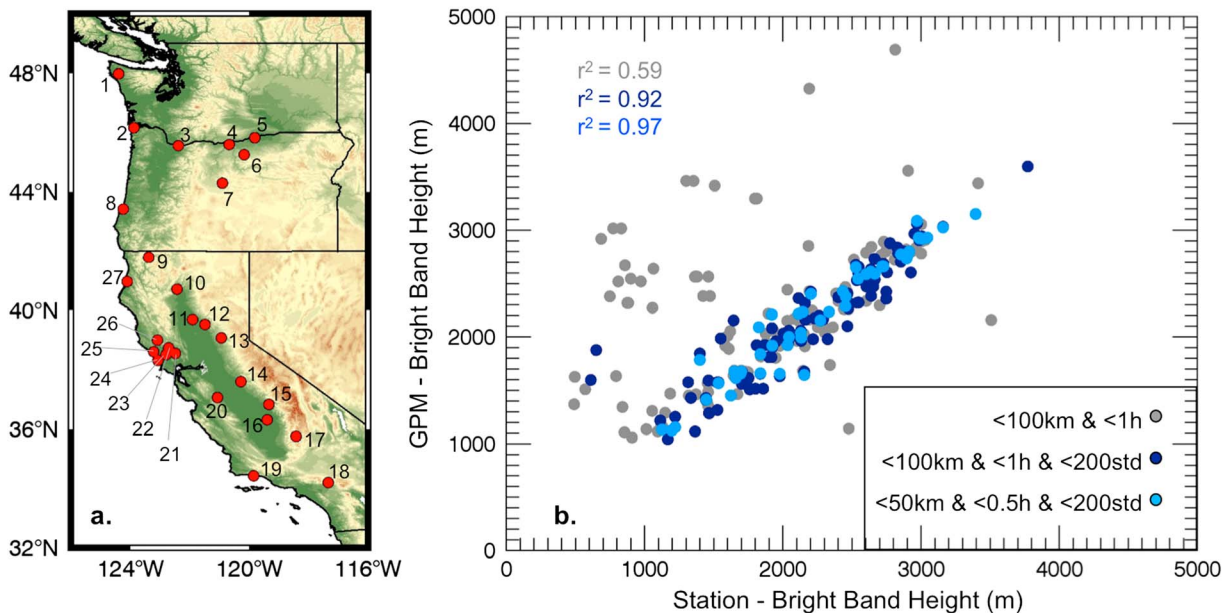 48°N
44°N
40°N
36°N
32°N
124°W
120°W
116°W
1
2
3
4
5
6
7
8
9
27
10
11
12
13
26
25
24
23
22
21
14
15
20
16
17
19
18
a.
GPM - Bright Band Height (m)
5000
4000
3000
2000
1000
0
r² = 0.59
r² = 0.92
r² = 0.97
<100km & <1h
<100km & <1h & <200std
<50km & <0.5h & <200std
b.
0
1000
2000
3000
4000
5000
Station - Bright Band Height (m)